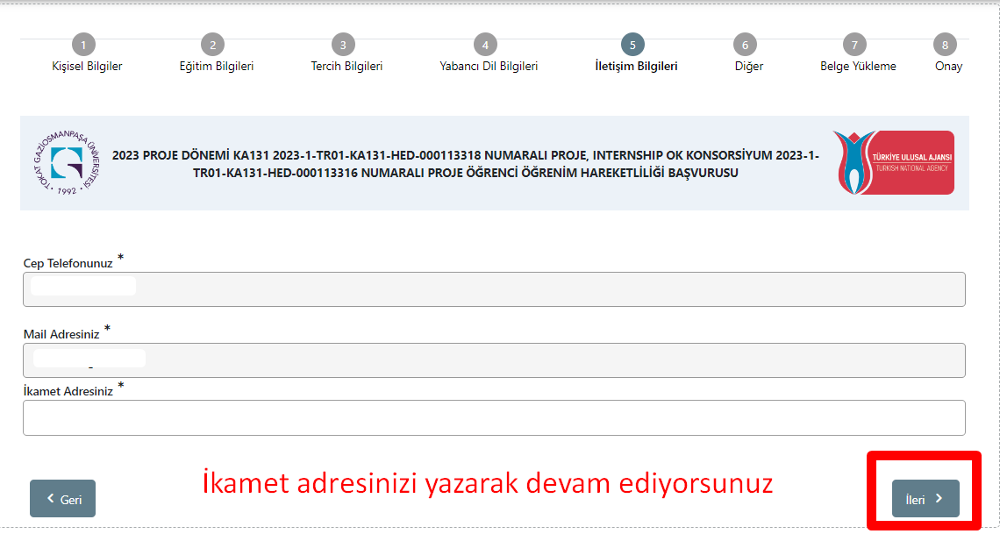 1 2 3 4 5 6 7 8
Kişisel Bilgiler Eğitim Bilgileri Tercih Bilgileri Yabancı Dil Bilgileri İletişim Bilgileri Diğer Belge Yükleme Onay
TOKAT GAZİOSMANPAŞA ÜNİVERSİTESİ • 1992 •
2023 PROJE DÖNEMİ KA131 2023-1-TR01-KA131-HED-000113318 NUMARALI PROJE, INTERNSHIP OK KONSORSİYUM 2023-1-
TR01-KA131-HED-000113316 NUMARALI PROJE ÖĞRENCİ ÖĞRENİM HAREKETLİLİĞİ BAŞVURUSU
TÜRKİYE ULUSAL AJANSI
TURKISH NATIONAL AGENCY
Cep Telefonunuz *
Mail Adresiniz *
İkamet Adresiniz *
İkamet adresinizi yazarak devam ediyorsunuz
Geri
İleri